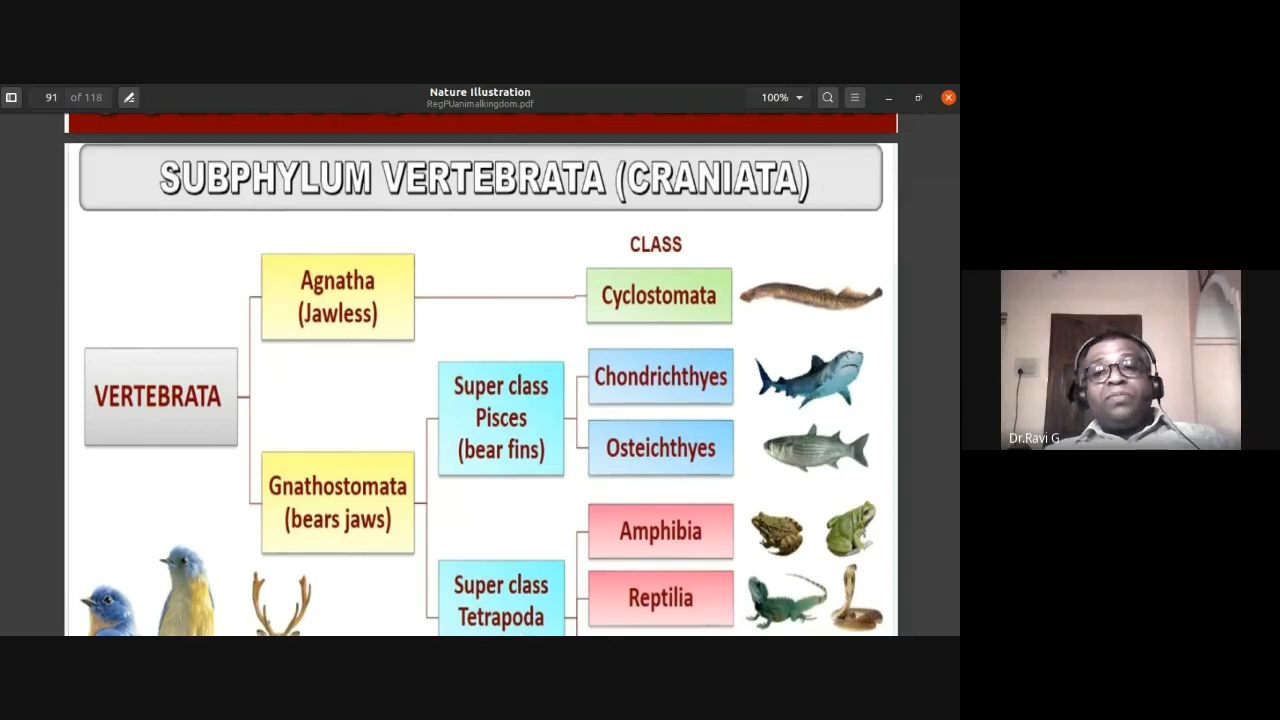 91 of 118
Nature Illustration
RegPUanimalkingdom.pdf
100%
SUBPHYLUM VERTEBRATA (CRANIATA)
CLASS
Agnatha
(Jawless)
Cyclostomata
VERTEBRATA
Super class
Pisces
(bear fins)
Chondrichthyes
Osteichthyes
Gnathostomata
(bears jaws)
Amphibia
Super class
Tetrapoda
Reptilia
Dr.Ravi G